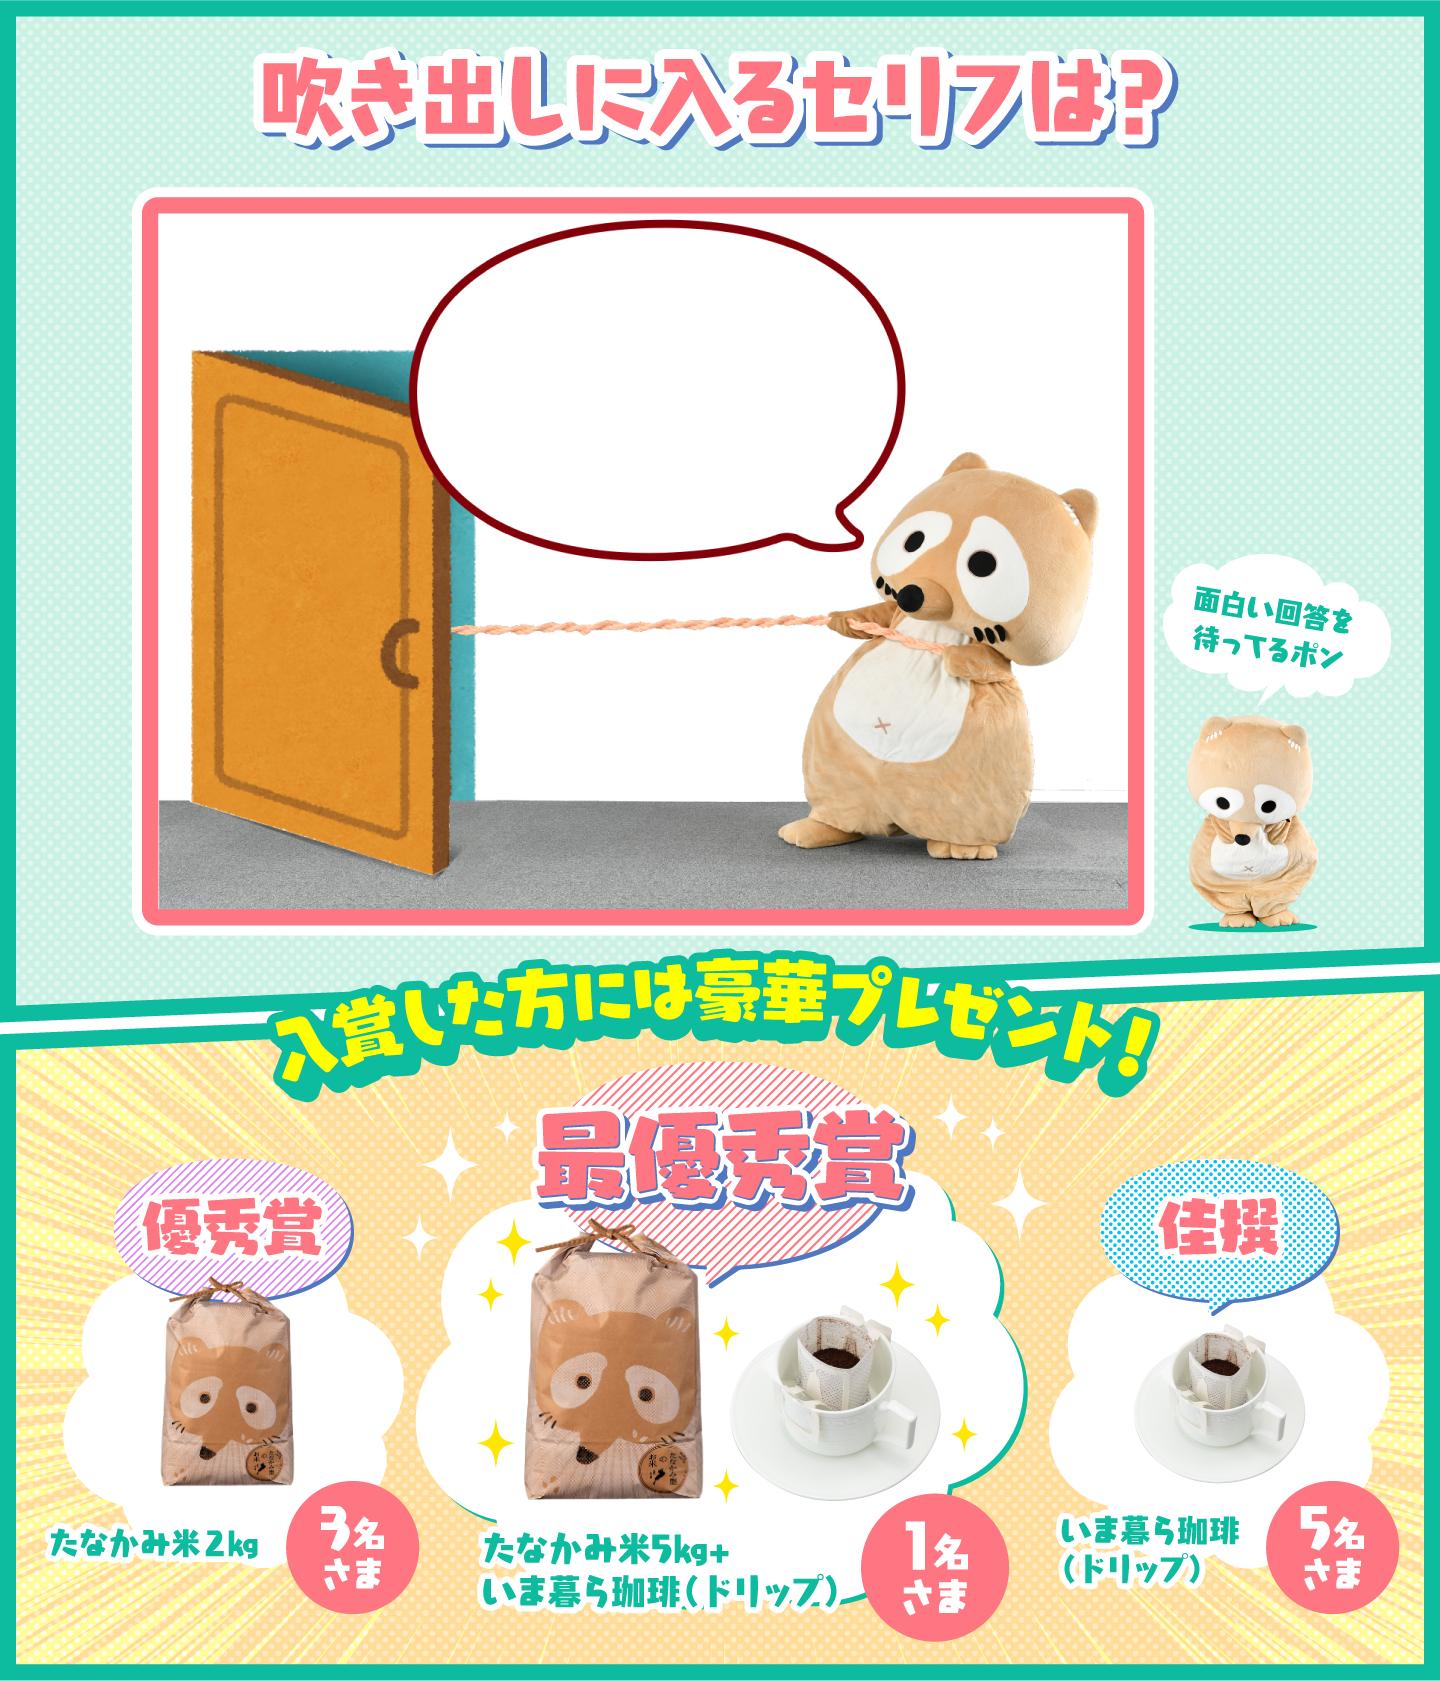 吹き出しに入るセリフは?
面白い回答を
待ってるポン
入賞した方には豪華プレゼント!
最優秀賞
優秀賞
佳撰
たなかみ米2kg
3名
さま
たなかみ米5kg+
いま暮ら珈琲(ドリップ)
1名
さま
いま暮ら珈琲
(ドリップ)
5名
さま